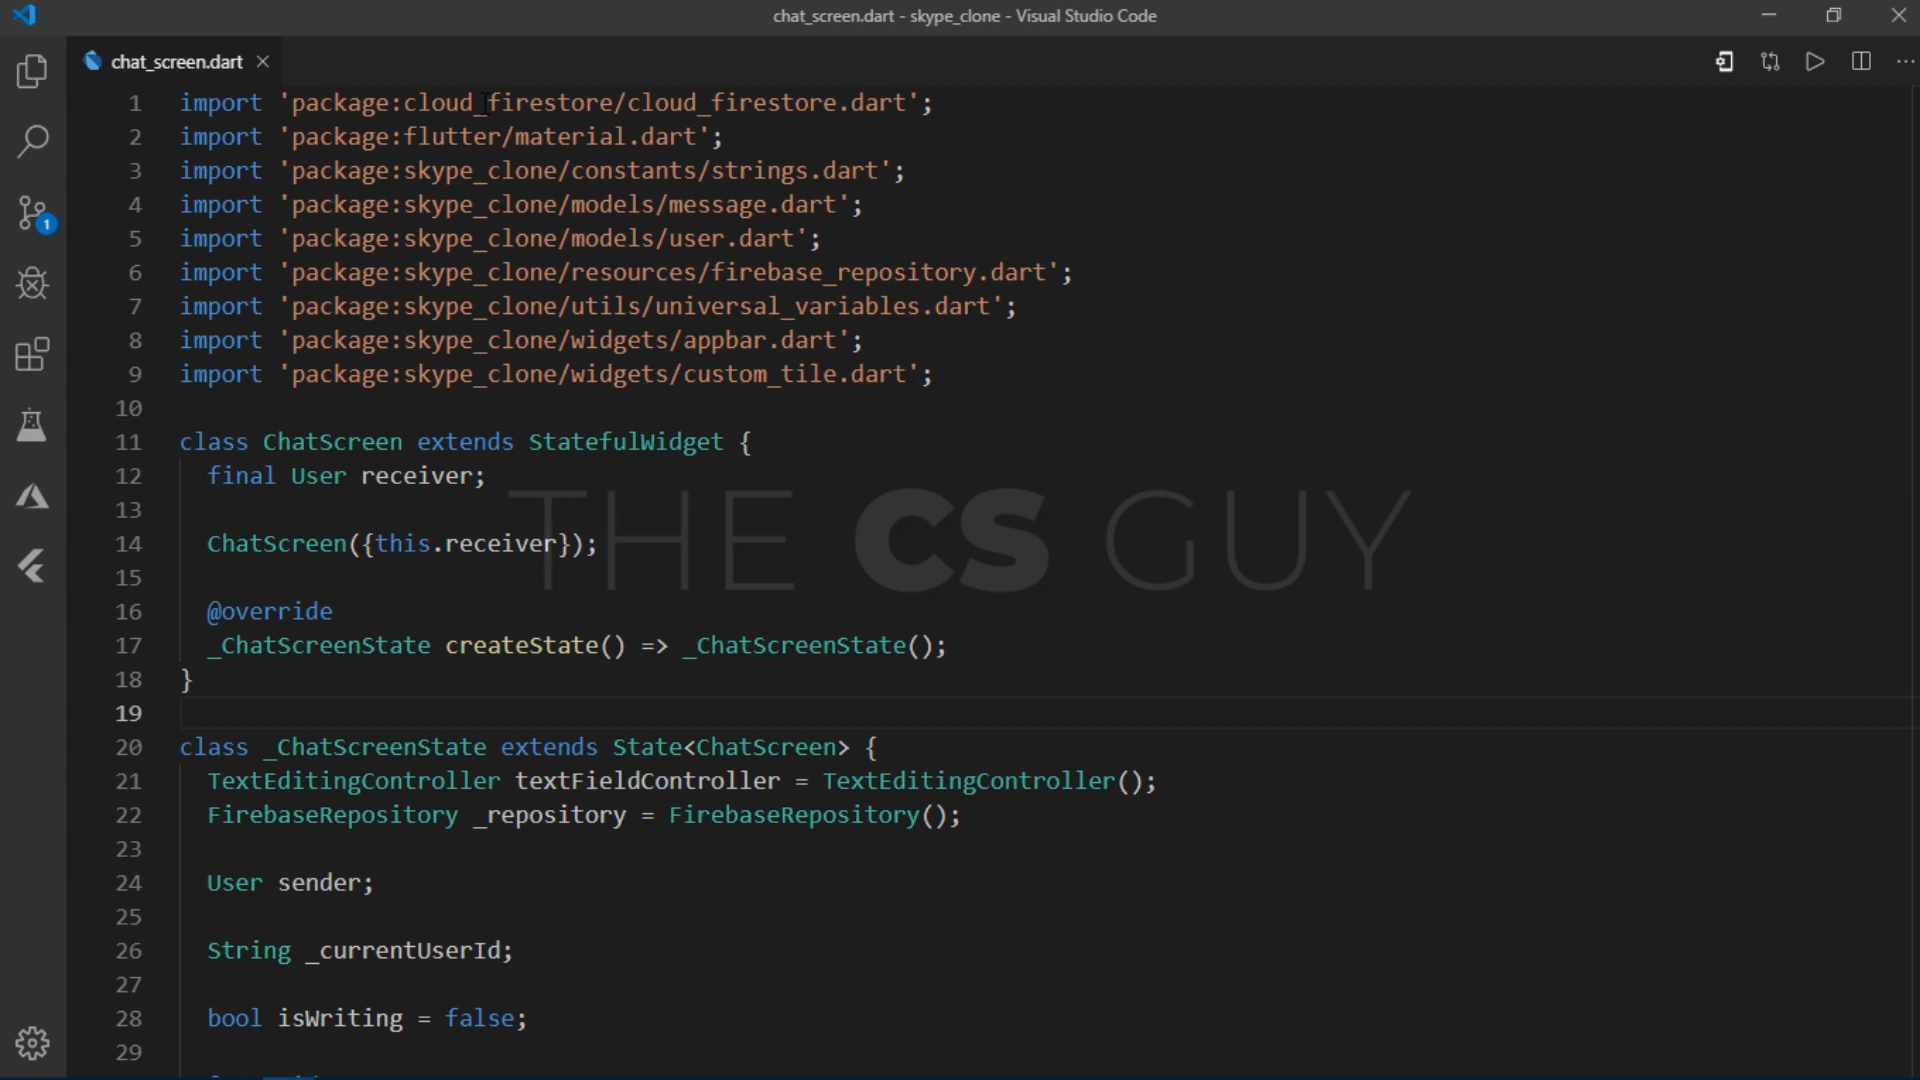 chat_screen.dart - skype_clone - Visual Studio Code
chat_screen.dart
1 import 'package:cloud_firestore/cloud_firestore.dart';
2 import 'package:flutter/material.dart';
3 import 'package:skype_clone/constants/strings.dart';
4 import 'package:skype_clone/models/message.dart';
5 import 'package:skype_clone/models/user.dart';
6 import 'package:skype_clone/resources/firebase_repository.dart';
7 import 'package:skype_clone/utils/universal_variables.dart';
8 import 'package:skype_clone/widgets/appbar.dart';
9 import 'package:skype_clone/widgets/custom_tile.dart';
10
11 class ChatScreen extends StatefulWidget {
12 final User receiver;
13
14 ChatScreen({this.receiver});
15
16 @override
17 _ChatScreenState createState() => _ChatScreenState();
18 }
19
20 class _ChatScreenState extends State<ChatScreen> {
21 TextEditingController textFieldController = TextEditingController();
22 FirebaseRepository _repository = FirebaseRepository();
23
24 User sender;
25
26 String _currentUserId;
27
28 bool isWriting = false;
29
1
THE CS GUY